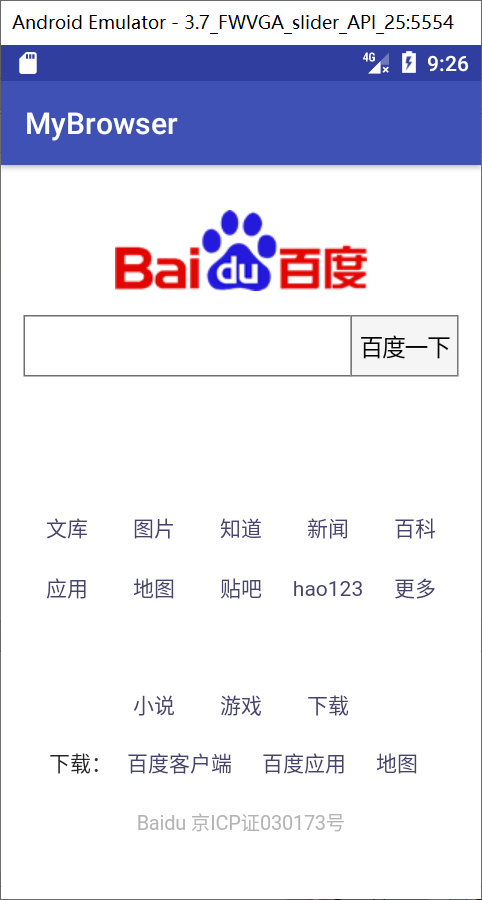 Android Emulator - 3.7_FWVGA_slider_API_25:5554
4G 9:26
MyBrowser
Bai du 百度
百度一下
文库 图片 知道 新闻 百科
应用 地图 贴吧 hao123 更多
小说 游戏 下载
下载： 百度客户端 百度应用 地图
Baidu 京ICP证030173号